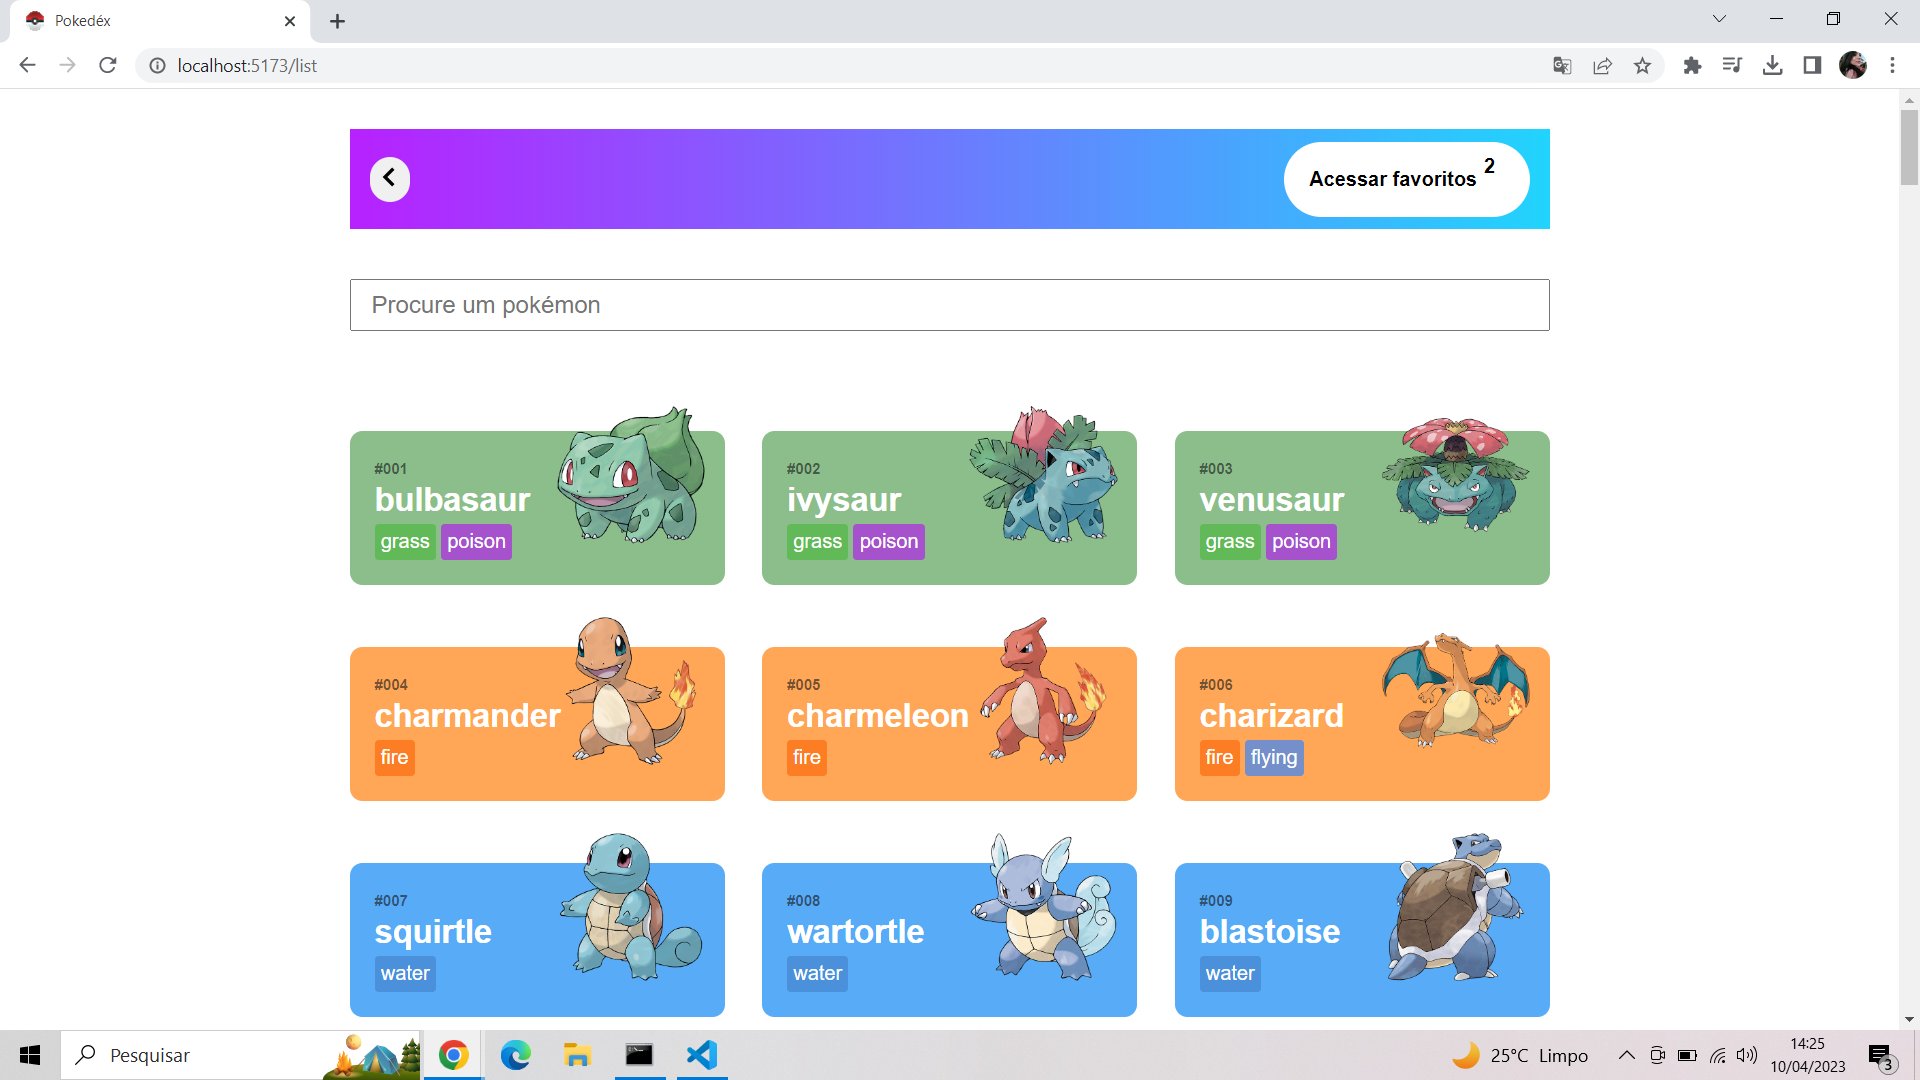 Pokedéx
localhost:5173/list
Acessar favoritos 2
Procure um pokémon
#001
bulbasaur
grass poison
#002
ivysaur
grass poison
#003
venusaur
grass poison
#004
charmander
fire
#005
charmeleon
fire
#006
charizard
fire flying
#007
squirtle
water
#008
wartortle
water
#009
blastoise
water
Pesquisar
25°C Limpo
14:25
10/04/2023
3